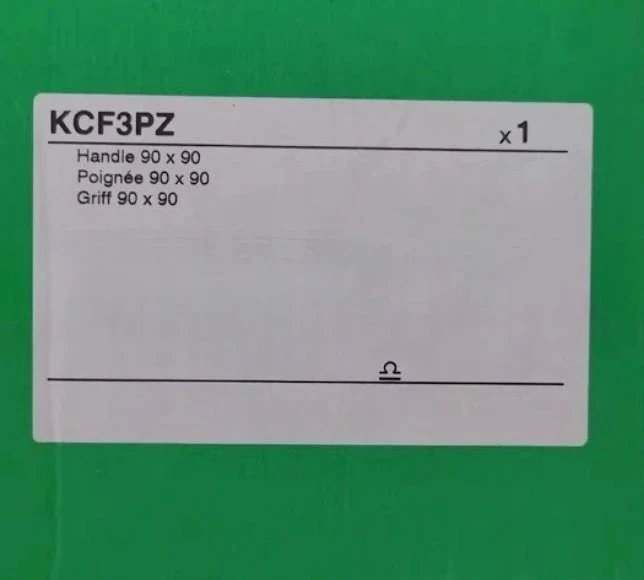 KCF3PZ x1
Handle 90 x 90
Poignée 90 x 90
Griff 90 x 90